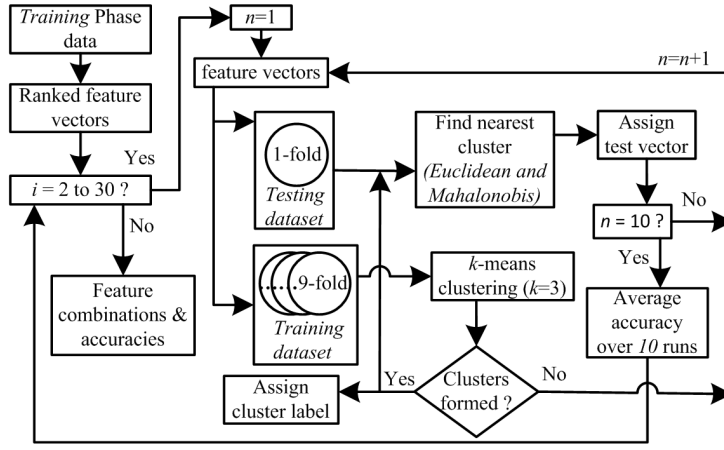 Training Phase
data
n=1
feature vectors
n=n+1
Ranked feature
vectors
Yes
i = 2 to 30 ?
No
Feature
combinations &
accuracies
1-fold
Testing
dataset
Find nearest
cluster
(Euclidean and
Mahalonobis)
Assign
test vector
No
n = 10 ?
Yes
......9-fold
Training
dataset
k-means
clustering (k=3)
Average
accuracy
over 10 runs
Assign
cluster label
Yes
Clusters
formed ?
No